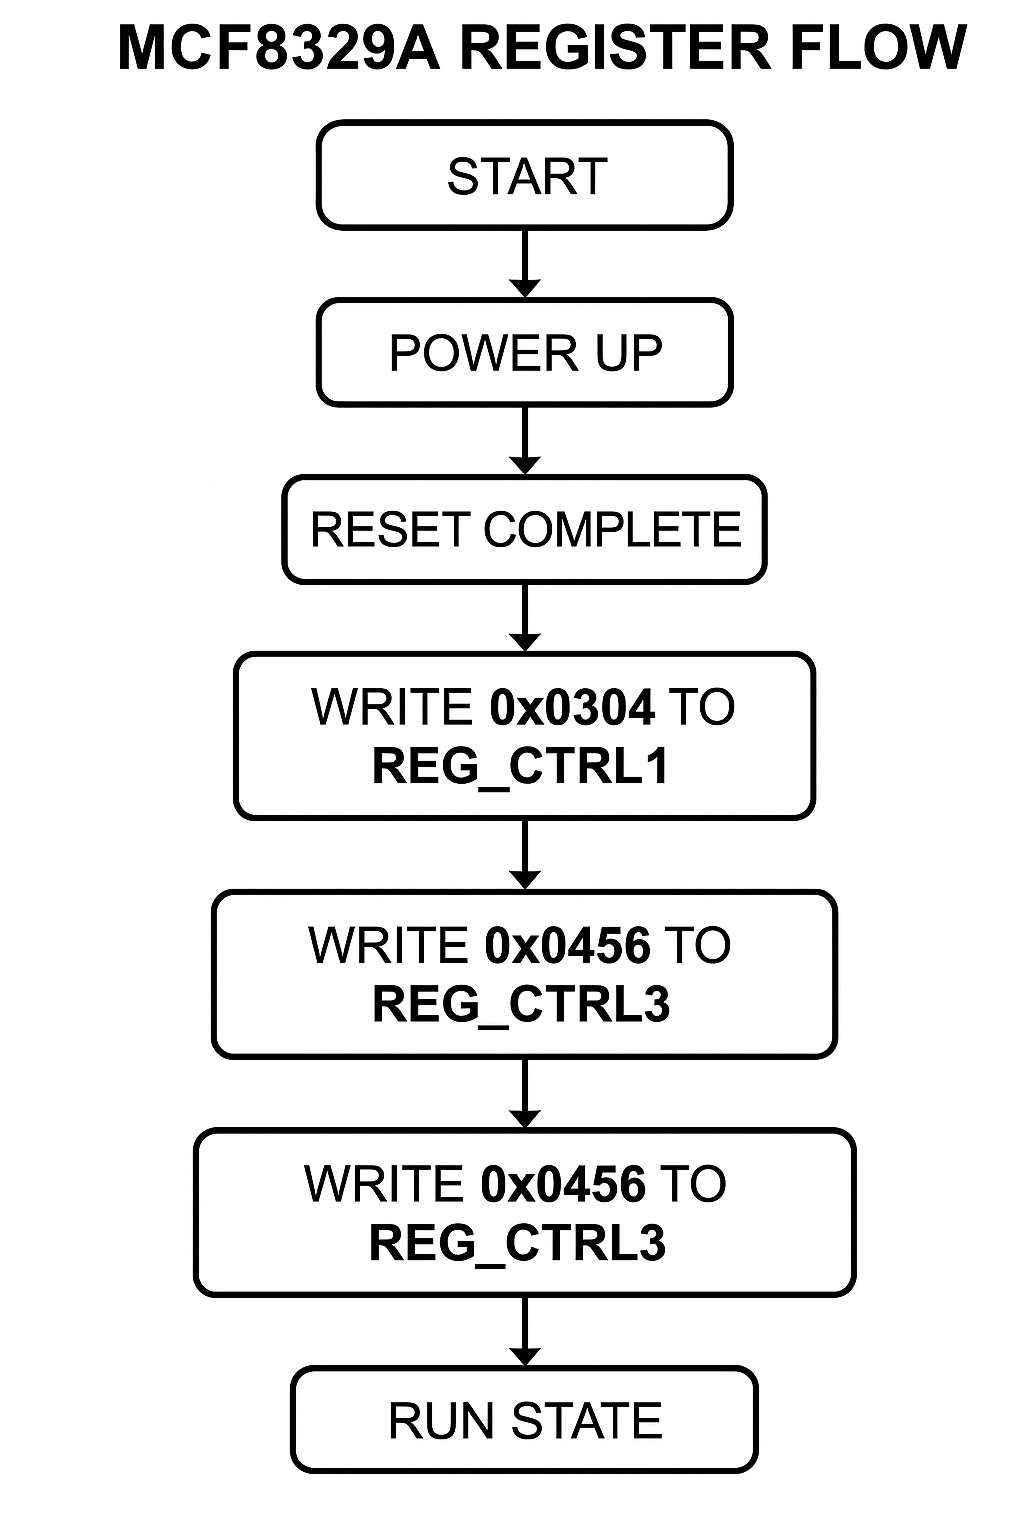 MCF8329A REGISTER FLOW
START
POWER UP
RESET COMPLETE
WRITE 0x0304 TO
REG_CTRL1
WRITE 0x0456 TO
REG_CTRL3
WRITE 0x0456 TO
REG_CTRL3
RUN STATE